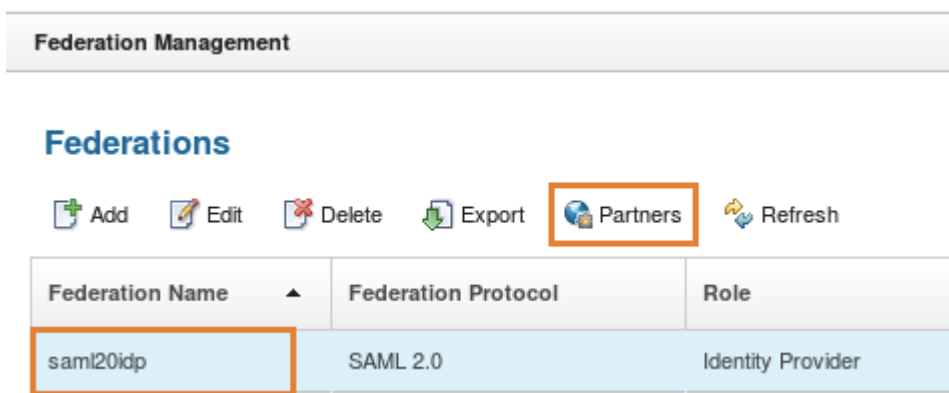 Federation Management
Federations
Add Edit Delete Export Partners Refresh
Federation Name Federation Protocol Role
saml20idp SAML 2.0 Identity Provider